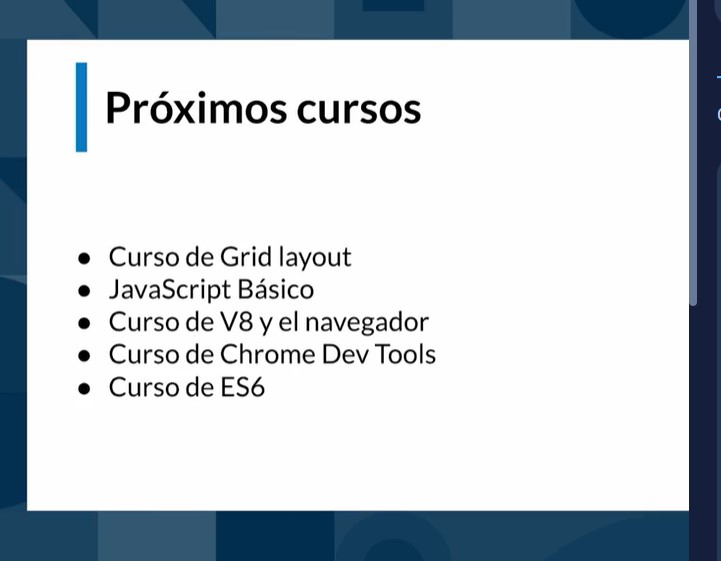 Próximos cursos
● Curso de Grid layout
● JavaScript Básico
● Curso de V8 y el navegador
● Curso de Chrome Dev Tools
● Curso de ES6